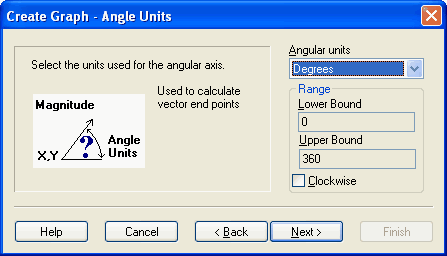 Create Graph - Angle Units
Select the units used for the angular axis.
Used to calculate
vector end points
Magnitude
X,Y
?
Angle
Units
Angular units
Degrees
Range
Lower Bound
0
Upper Bound
360
Clockwise
Help
Cancel
< Back
Next >
Finish